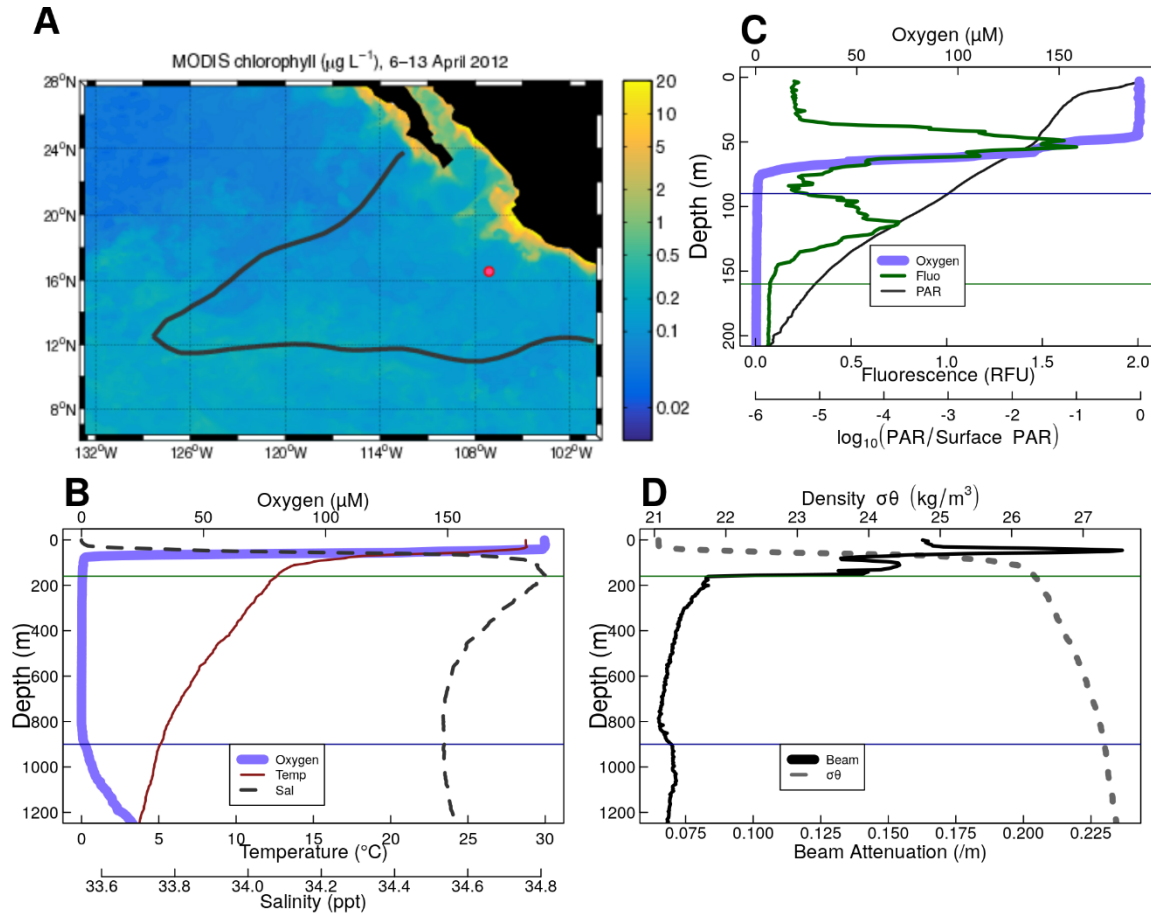 A
MODIS chlorophyll (μg L⁻¹), 6–13 April 2012
28°N
24°N
20°N
16°N
12°N
8°N
132°W 126°W 120°W 114°W 108°W 102°W
20
10
5
2
1
0.5
0.2
0.1
0.02
C
Oxygen (μM)
0 50 100 150
Depth (m)
0
50
100
150
200
Oxygen
Fluo
PAR
0.0 0.5 1.0 1.5 2.0
Fluorescence (RFU)
-6 -5 -4 -3 -2 -1 0
log₁₀(PAR/Surface PAR)
B
Oxygen (μM)
0 50 100 150
Depth (m)
0
200
400
600
800
1000
1200
Oxygen
Temp
Sal
0 5 10 15 20 25 30
Temperature (°C)
33.6 33.8 34.0 34.2 34.4 34.6 34.8
Salinity (ppt)
D
Density σθ (kg/m³)
21 22 23 24 25 26 27
Depth (m)
0
200
400
600
800
1000
1200
Beam
σθ
0.075 0.100 0.125 0.150 0.175 0.200 0.225
Beam Attenuation (/m)